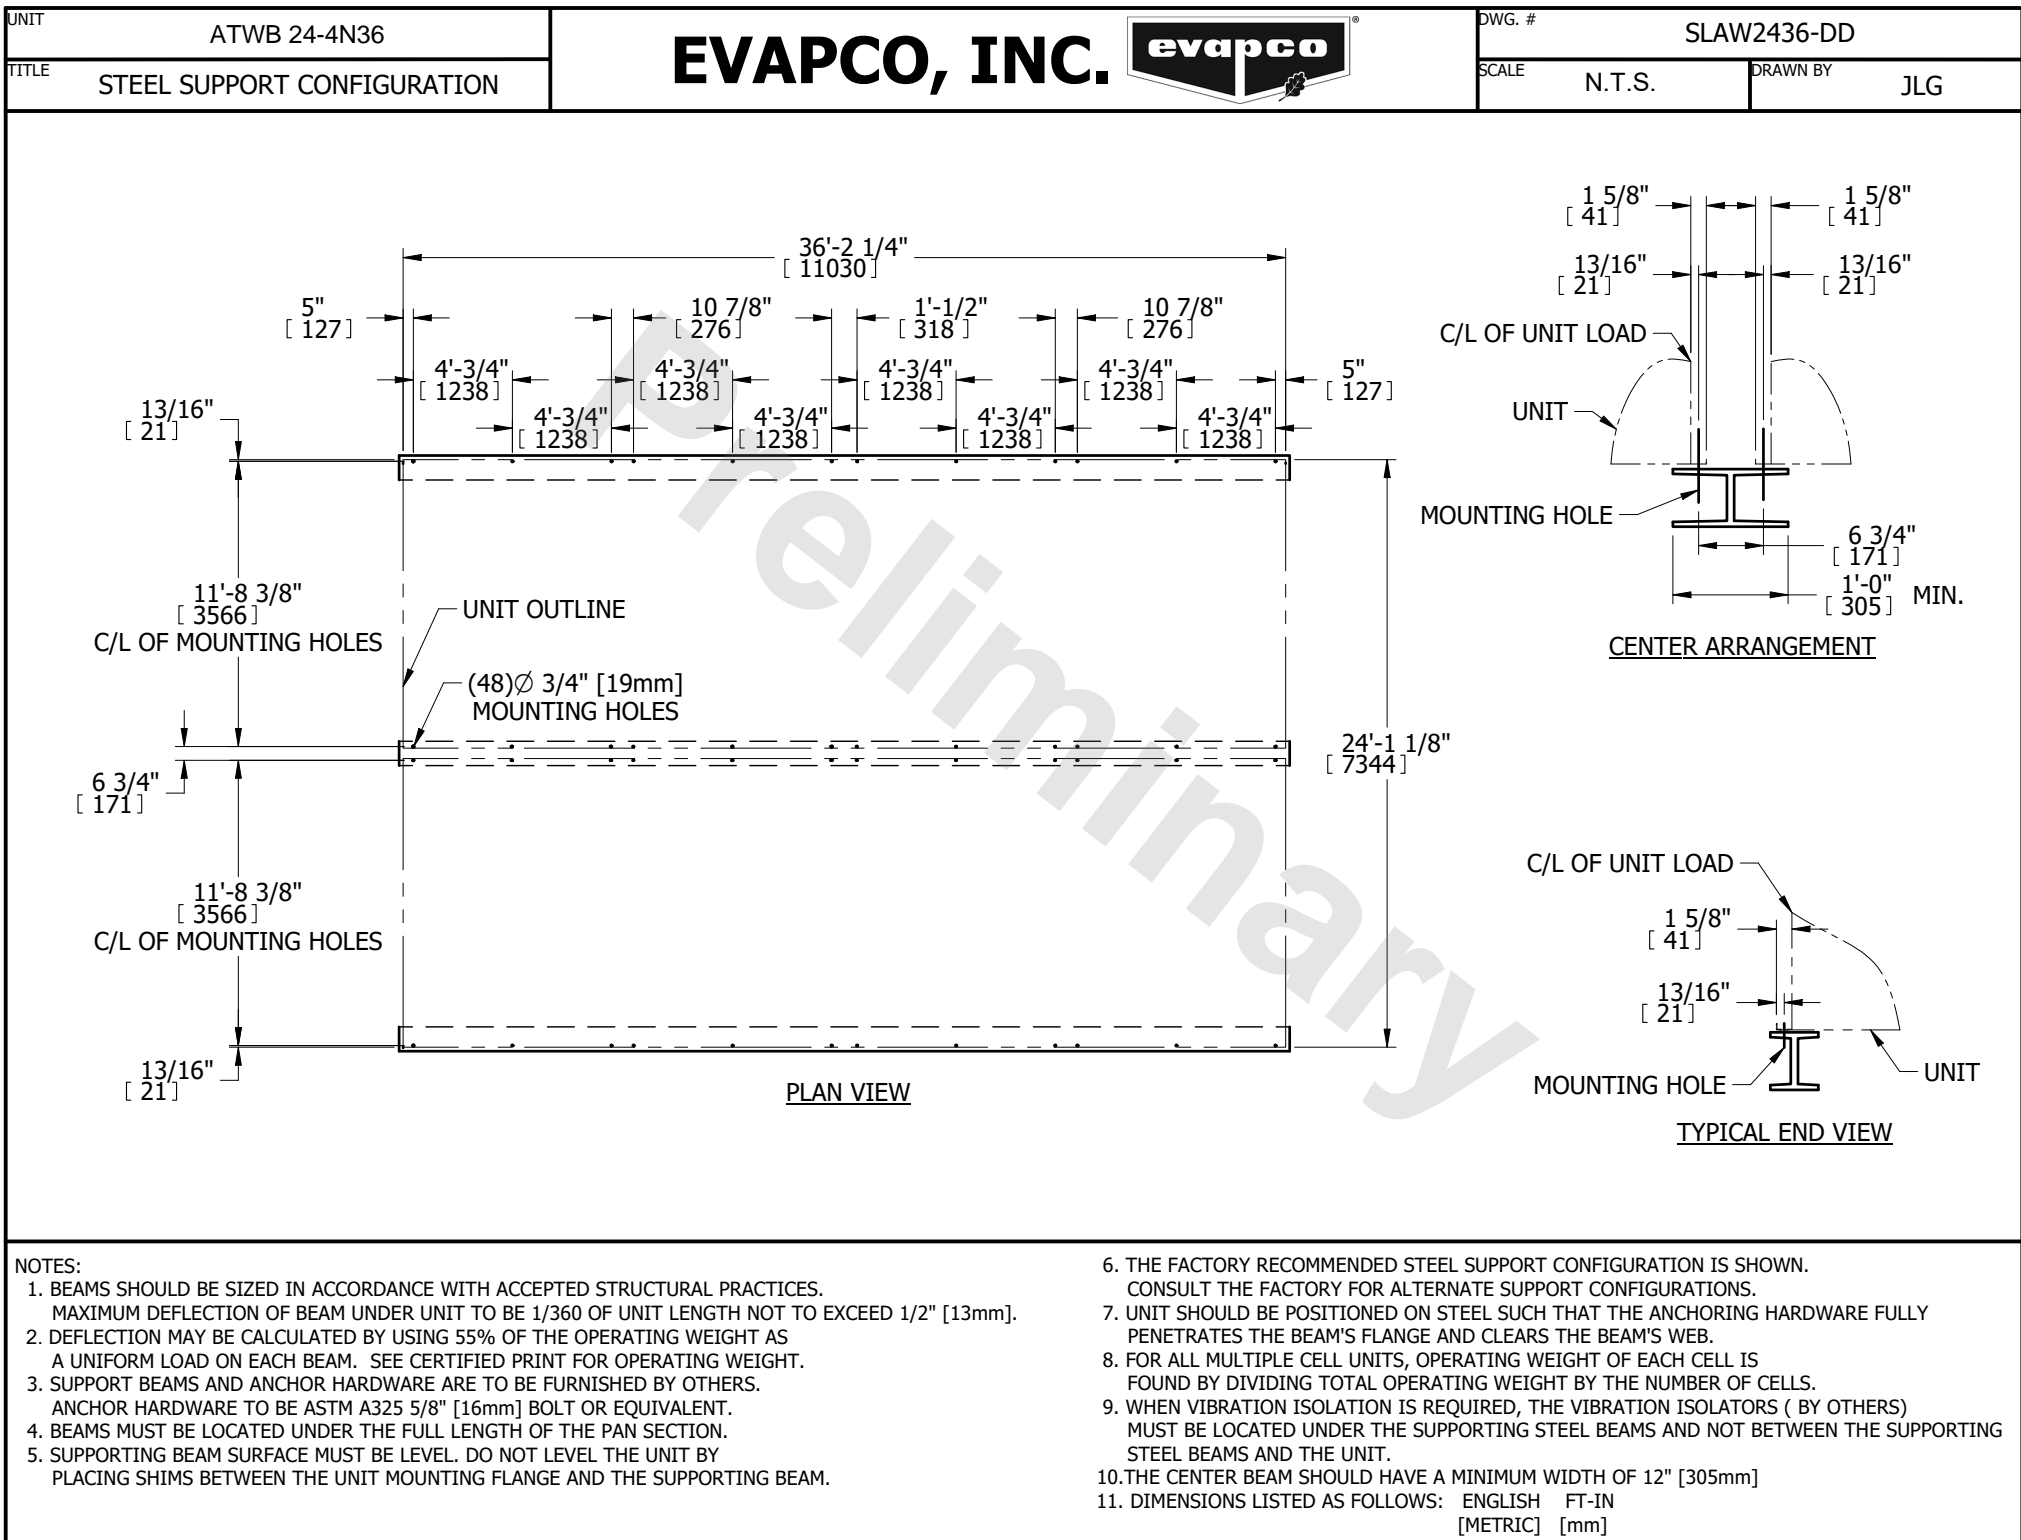 UNIT
ATWB 24-4N36
TITLE
STEEL SUPPORT CONFIGURATION
EVAPCO, INC.
evapco
®
DWG. #
SLAW2436-DD
SCALE
N.T.S.
DRAWN BY
JLG
36'-2 1/4"
[ 11030]
5"
[ 127]
10 7/8"
[ 276]
1'-1/2"
[ 318]
10 7/8"
[ 276]
4'-3/4"
[ 1238]
4'-3/4"
[ 1238]
4'-3/4"
[ 1238]
4'-3/4"
[ 1238]
5"
[ 127]
4'-3/4"
[ 1238]
4'-3/4"
[ 1238]
4'-3/4"
[ 1238]
4'-3/4"
[ 1238]
13/16"
[ 21]
11'-8 3/8"
[ 3566]
C/L OF MOUNTING HOLES
UNIT OUTLINE
(48)∅ 3/4" [19mm]
MOUNTING HOLES
6 3/4"
[ 171]
24'-1 1/8"
[ 7344]
11'-8 3/8"
[ 3566]
C/L OF MOUNTING HOLES
13/16"
[ 21]
PLAN VIEW
Preliminary
1 5/8"
[ 41]
1 5/8"
[ 41]
13/16"
[ 21]
13/16"
[ 21]
C/L OF UNIT LOAD
UNIT
MOUNTING HOLE
6 3/4"
[ 171]
1'-0"
[ 305] MIN.
CENTER ARRANGEMENT
C/L OF UNIT LOAD
1 5/8"
[ 41]
13/16"
[ 21]
MOUNTING HOLE
UNIT
TYPICAL END VIEW
NOTES:
1. BEAMS SHOULD BE SIZED IN ACCORDANCE WITH ACCEPTED STRUCTURAL PRACTICES.
MAXIMUM DEFLECTION OF BEAM UNDER UNIT TO BE 1/360 OF UNIT LENGTH NOT TO EXCEED 1/2" [13mm].
2. DEFLECTION MAY BE CALCULATED BY USING 55% OF THE OPERATING WEIGHT AS
A UNIFORM LOAD ON EACH BEAM. SEE CERTIFIED PRINT FOR OPERATING WEIGHT.
3. SUPPORT BEAMS AND ANCHOR HARDWARE ARE TO BE FURNISHED BY OTHERS.
ANCHOR HARDWARE TO BE ASTM A325 5/8" [16mm] BOLT OR EQUIVALENT.
4. BEAMS MUST BE LOCATED UNDER THE FULL LENGTH OF THE PAN SECTION.
5. SUPPORTING BEAM SURFACE MUST BE LEVEL. DO NOT LEVEL THE UNIT BY
PLACING SHIMS BETWEEN THE UNIT MOUNTING FLANGE AND THE SUPPORTING BEAM.
6. THE FACTORY RECOMMENDED STEEL SUPPORT CONFIGURATION IS SHOWN.
CONSULT THE FACTORY FOR ALTERNATE SUPPORT CONFIGURATIONS.
7. UNIT SHOULD BE POSITIONED ON STEEL SUCH THAT THE ANCHORING HARDWARE FULLY
PENETRATES THE BEAM'S FLANGE AND CLEARS THE BEAM'S WEB.
8. FOR ALL MULTIPLE CELL UNITS, OPERATING WEIGHT OF EACH CELL IS
FOUND BY DIVIDING TOTAL OPERATING WEIGHT BY THE NUMBER OF CELLS.
9. WHEN VIBRATION ISOLATION IS REQUIRED, THE VIBRATION ISOLATORS ( BY OTHERS)
MUST BE LOCATED UNDER THE SUPPORTING STEEL BEAMS AND NOT BETWEEN THE SUPPORTING
STEEL BEAMS AND THE UNIT.
10.THE CENTER BEAM SHOULD HAVE A MINIMUM WIDTH OF 12" [305mm]
11. DIMENSIONS LISTED AS FOLLOWS: ENGLISH FT-IN
[METRIC] [mm]